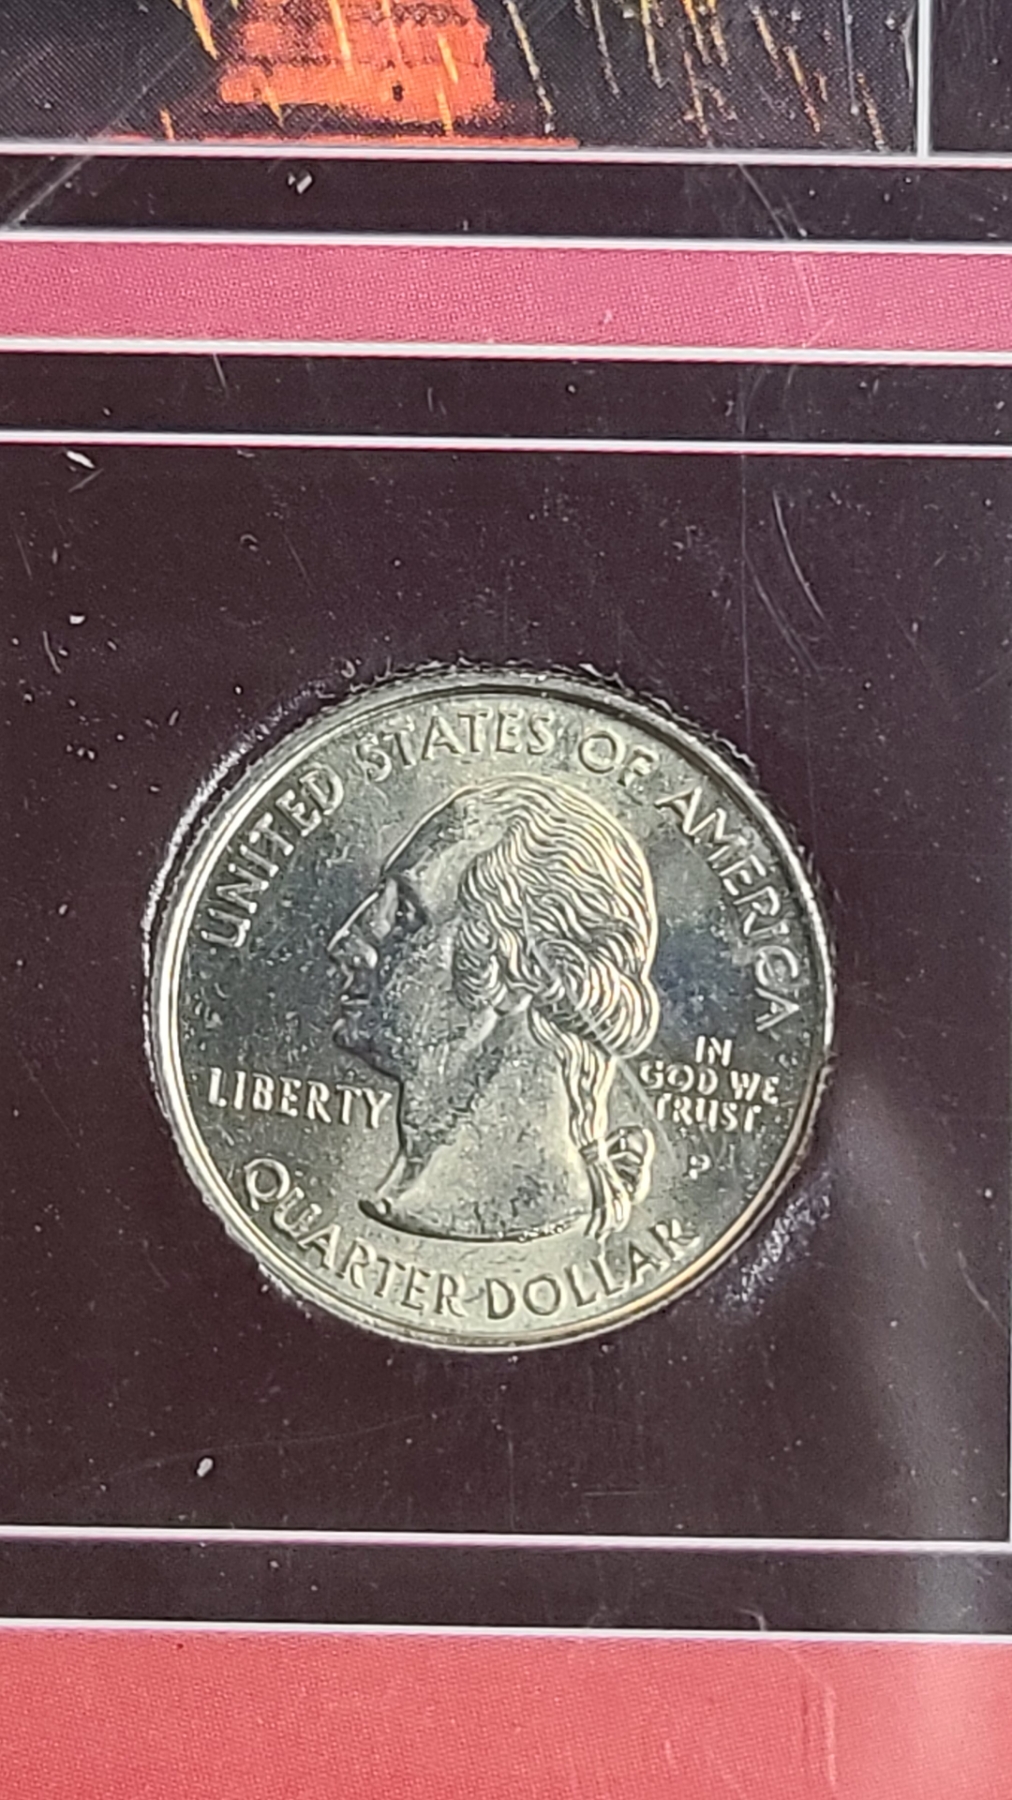 UNITED STATES OF AMERICA
LIBERTY
IN
GOD WE
TRUST
P
QUARTER DOLLAR